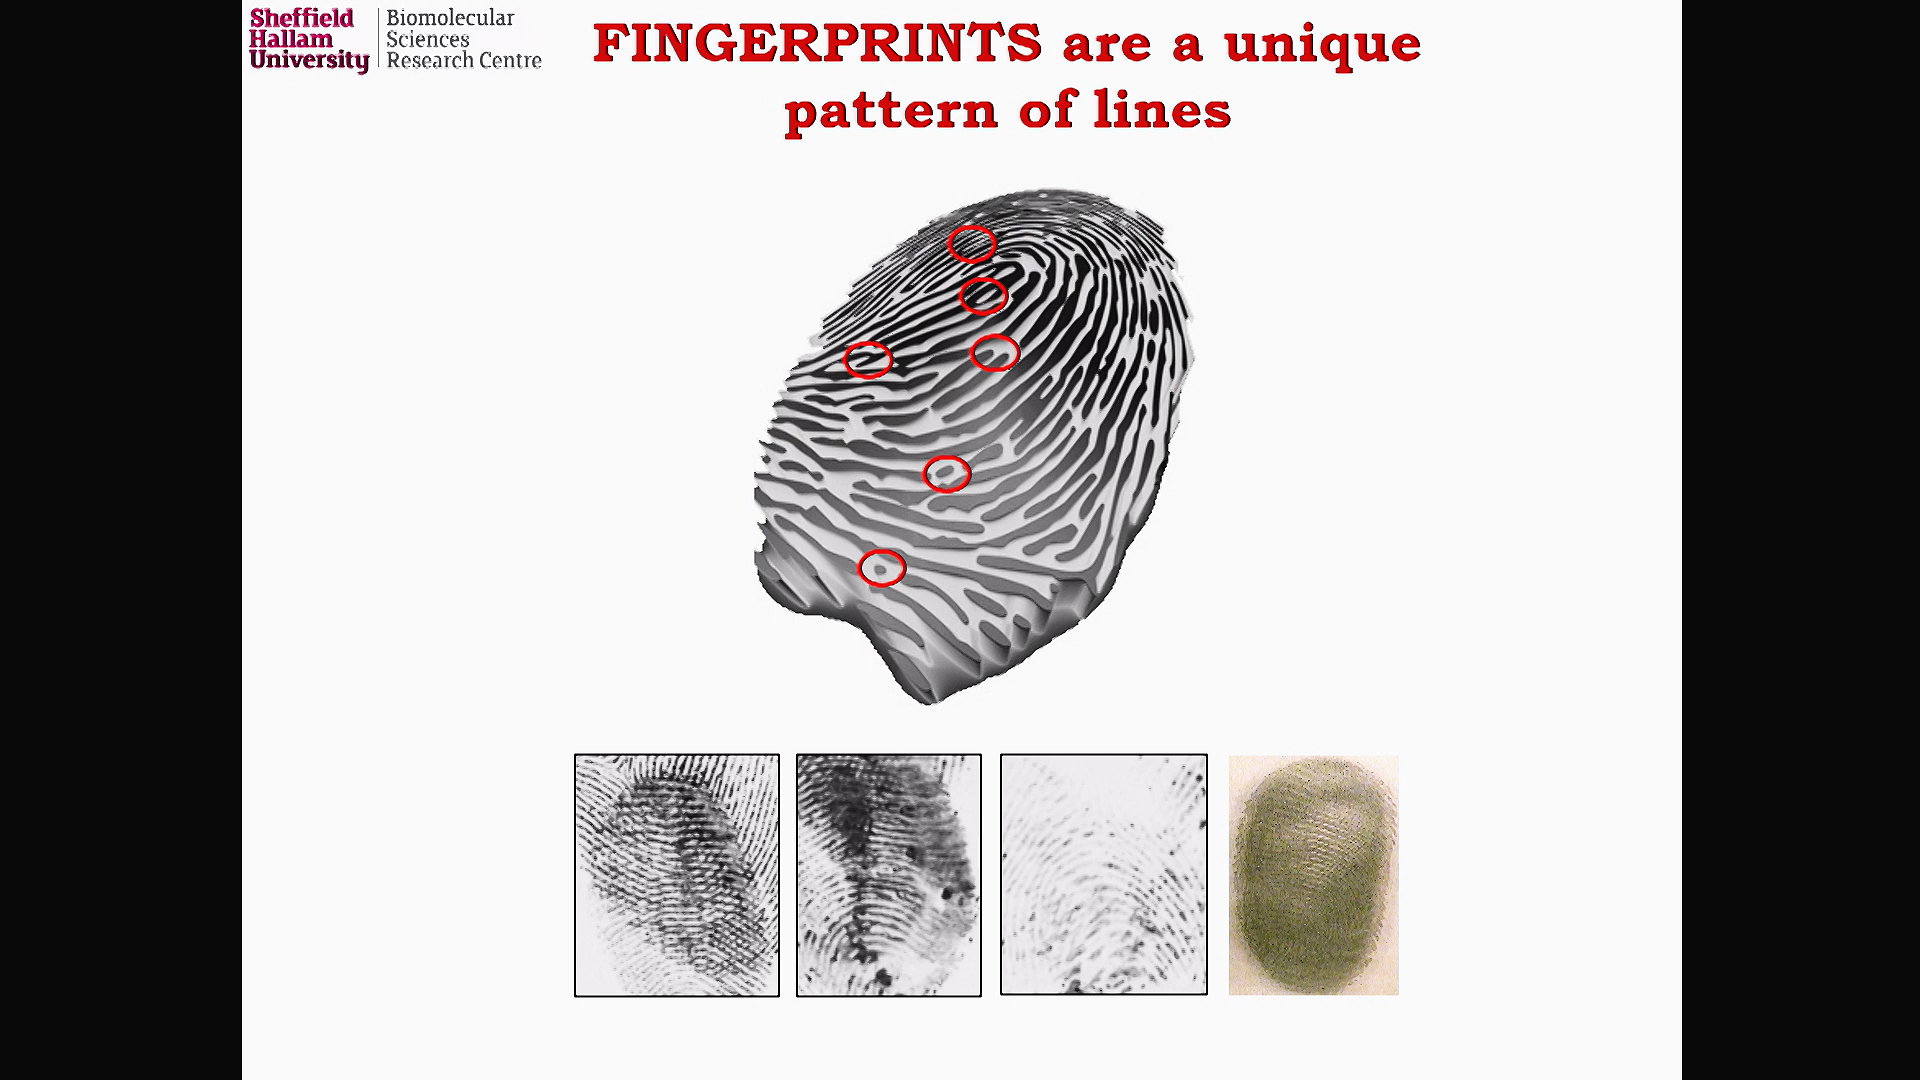 Sheffield
Hallam
University
Biomolecular
Sciences
Research Centre
FINGERPRINTS are a unique
pattern of lines